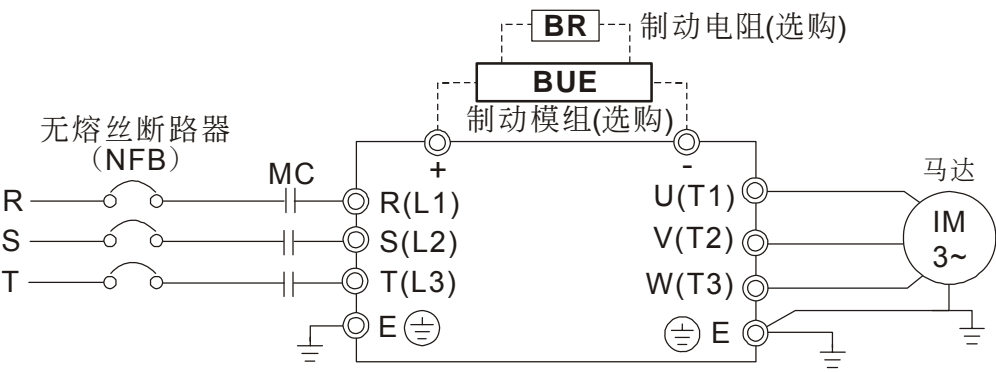 BR 制动电阻(选购)
BUE
制动模组(选购)
无熔丝断路器
（NFB）
MC
+
-
马达
R
R(L1)
U(T1)
IM
3~
S
S(L2)
V(T2)
T
T(L3)
W(T3)
E
E